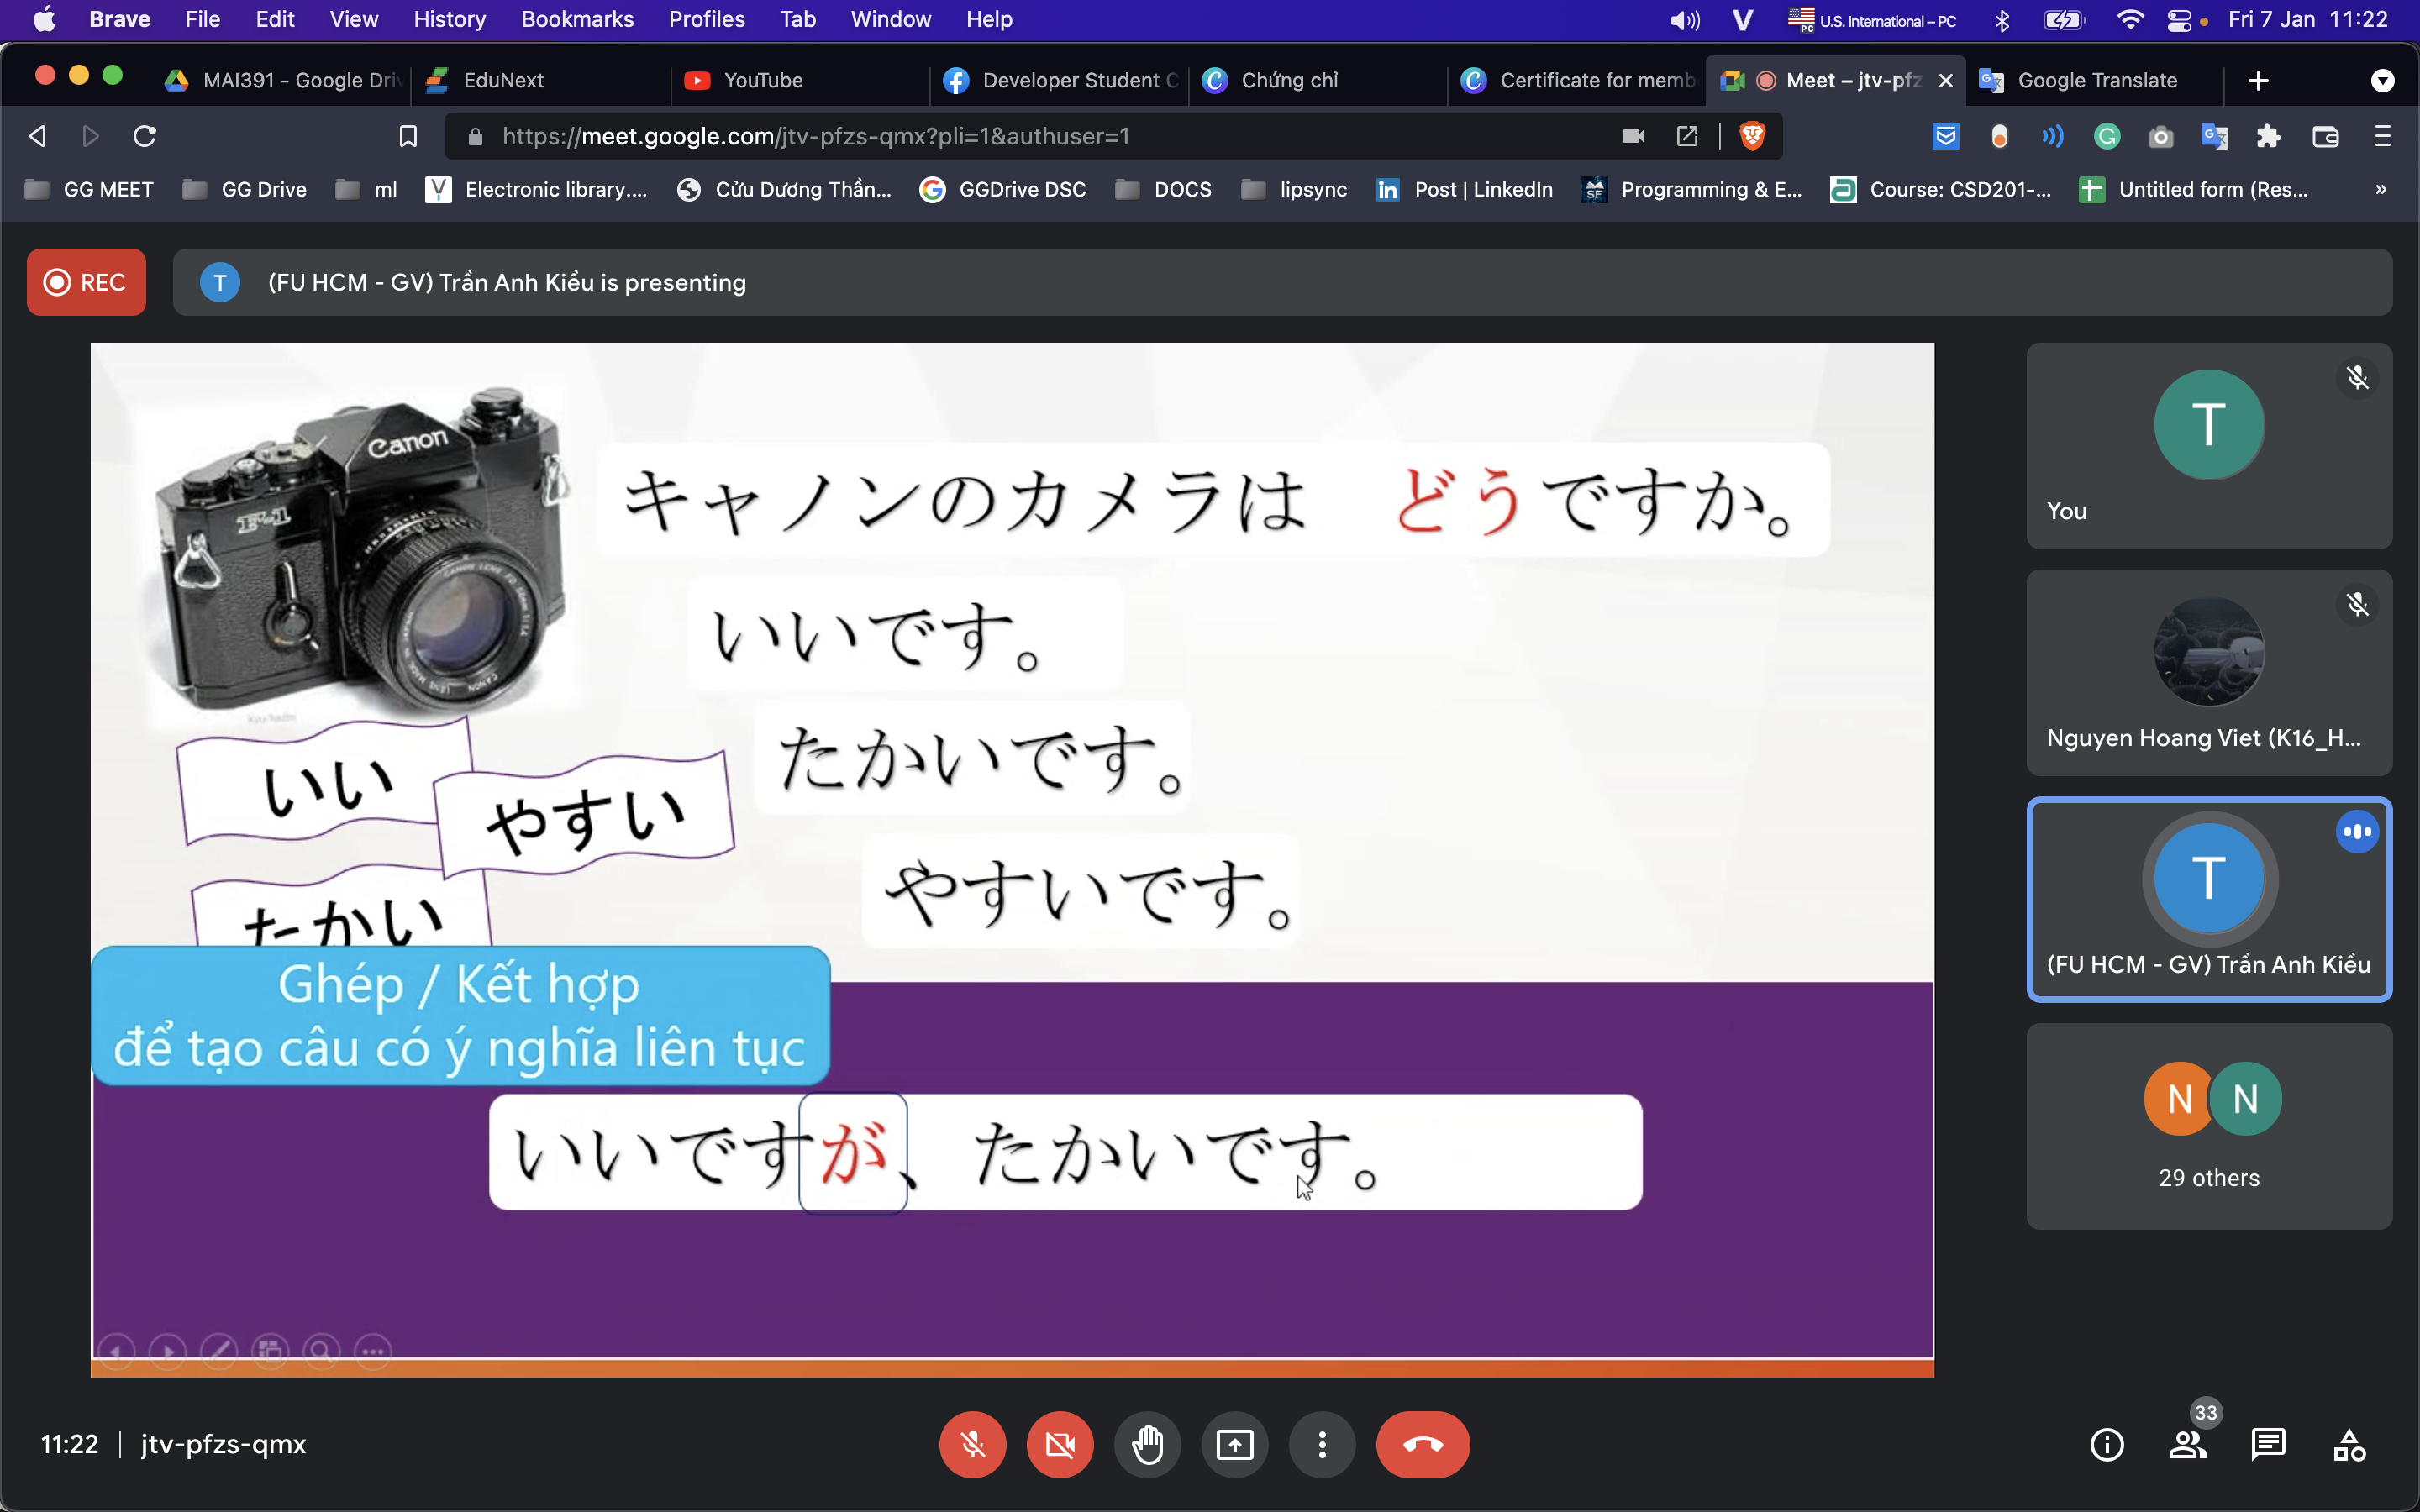 Brave File Edit View History Bookmarks Profiles Tab Window Help V PC U.S. International – PC Fri 7 Jan 11:22
MAI391 - Google Driv EduNext YouTube Developer Student C Chứng chỉ Certificate for memb Meet – jtv-pfz Google Translate
https://meet.google.com/jtv-pfzs-qmx?pli=1&authuser=1
GG MEET GG Drive ml Electronic library.... Cửu Dương Thần... GGDrive DSC DOCS lipsync Post | LinkedIn Programming & E... Course: CSD201-... Untitled form (Res... »
REC T (FU HCM - GV) Trần Anh Kiều is presenting
Canon
F-1
キャノンのカメラは どうですか。
いいです。
たかいです。
やすいです。
いい
やすい
たかい
Ghép / Kết hợp
để tạo câu có ý nghĩa liên tục
いいですが、たかいです。
T
You
Nguyen Hoang Viet (K16_H...
T
(FU HCM - GV) Trần Anh Kiều
N N
29 others
11:22 | jtv-pfzs-qmx
33